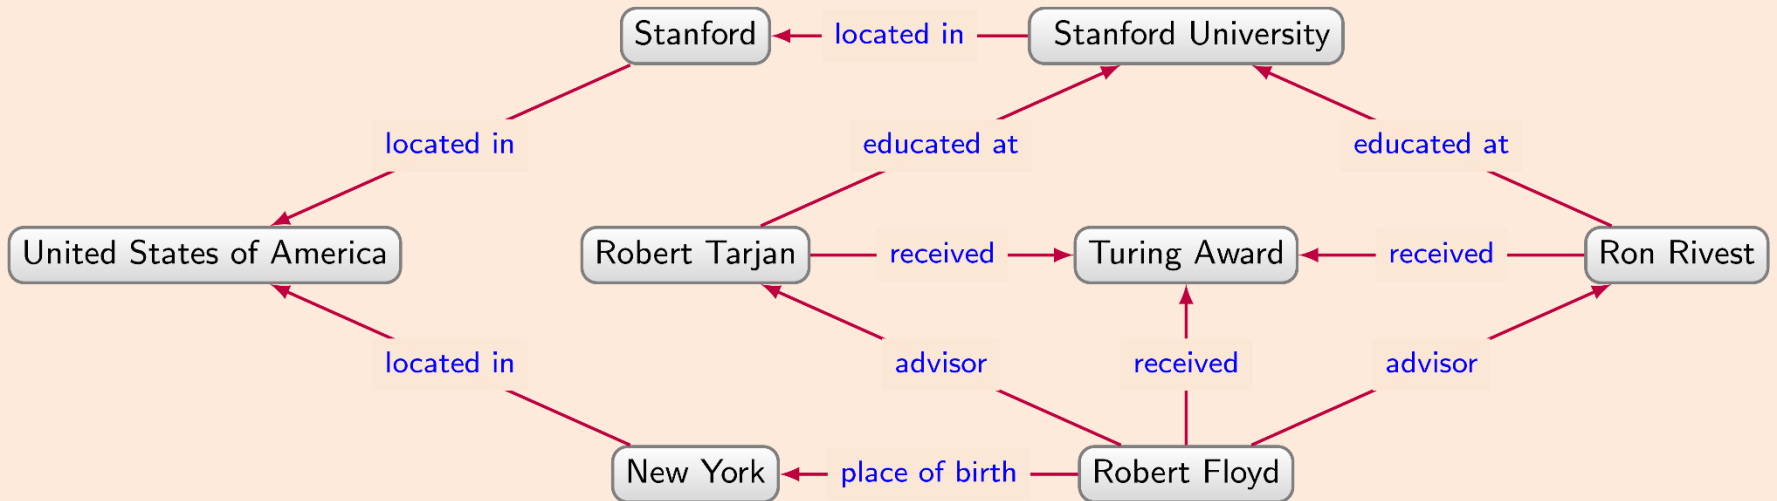 Stanford
located in
Stanford University
located in
educated at
educated at
United States of America
Robert Tarjan
received
Turing Award
received
Ron Rivest
located in
advisor
received
advisor
New York
place of birth
Robert Floyd